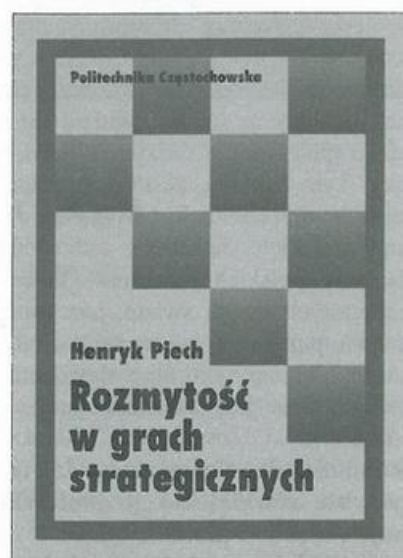 Politechnika Częstochowska
Henryk Piech
Rozmytość
w grach
strategicznych